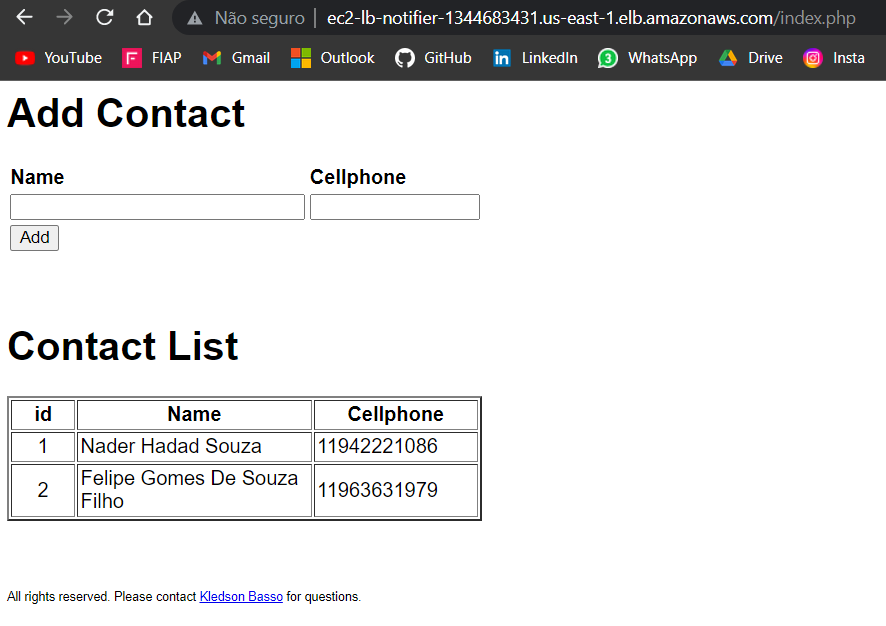 Não seguro | ec2-lb-notifier-1344683431.us-east-1.elb.amazonaws.com/index.php
YouTube F FIAP Gmail Outlook GitHub in LinkedIn 3 WhatsApp Drive Insta
Add Contact
Name Cellphone
Add
Contact List
id Name Cellphone
1 Nader Hadad Souza 11942221086
2 Felipe Gomes De Souza 11963631979
Filho
All rights reserved. Please contact Kledson Basso for questions.